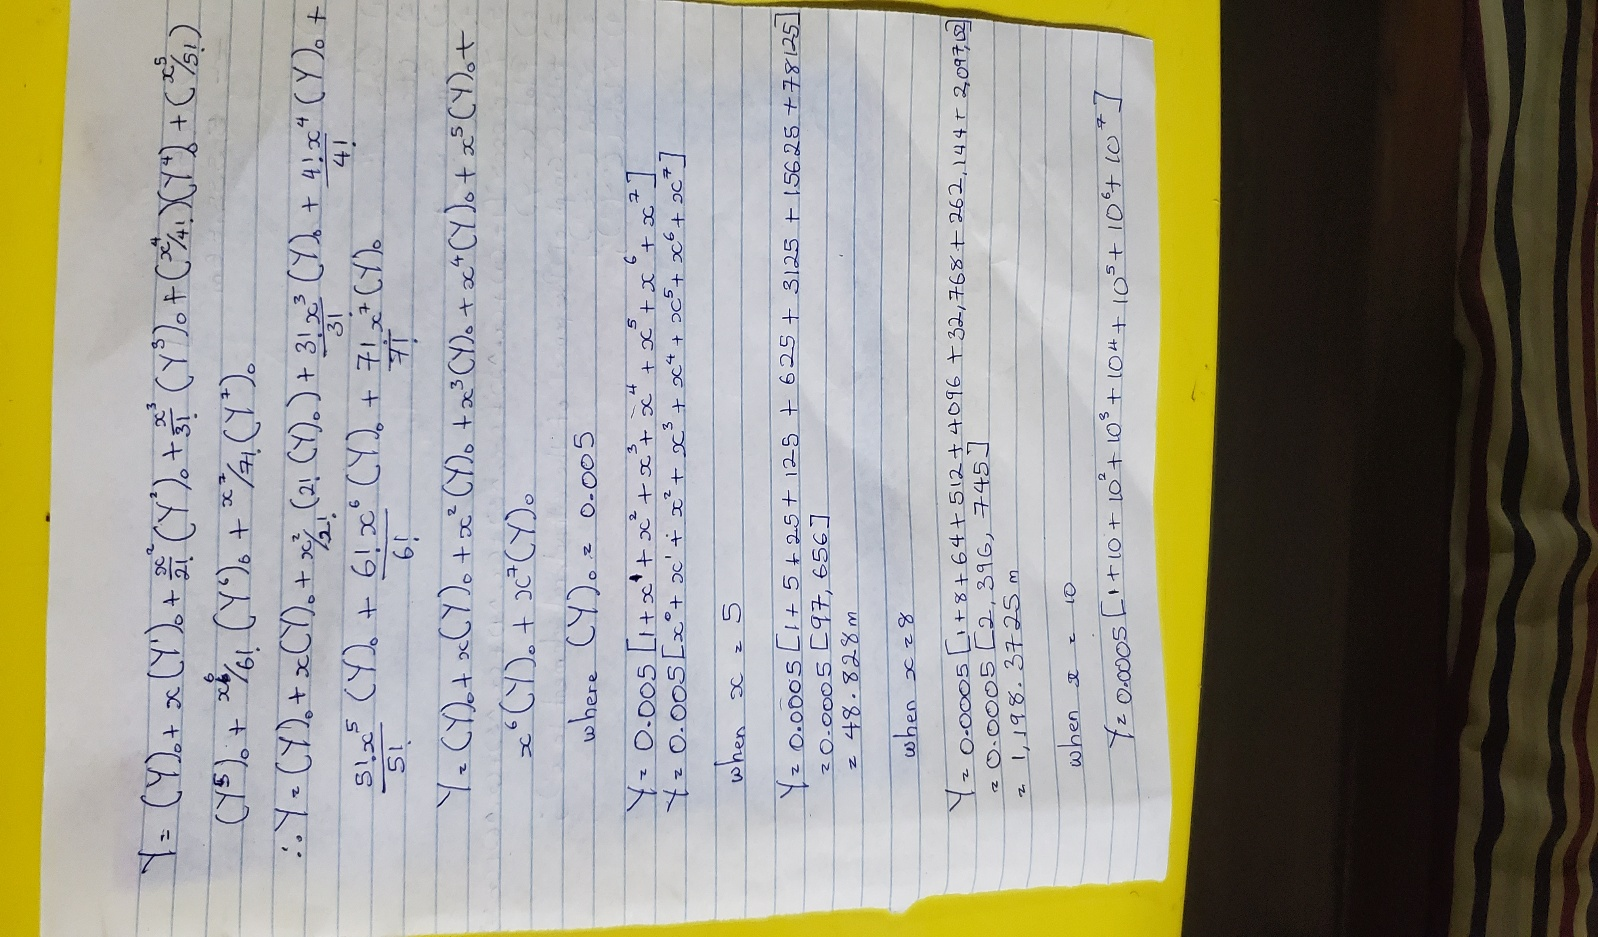 Y = (Y)₀ + x(Y')₀ + x²/2! (Y²)₀ + x³/3! (Y³)₀ + (x⁴/4!)(Y⁴)₀ + (x⁵/5!)
(Y⁵)₀ + x⁶/6! (Y⁶)₀ + x⁷/7! (Y⁷)₀
∴ Y = (Y)₀ + x(Y)₀ + x²/2! (2! (Y)₀) + 3!x³/3! (Y)₀ + 4!x⁴/4! (Y)₀ +
5!x⁵/5! (Y)₀ + 6!x⁶/6! (Y)₀ + 7!x⁷/7! (Y)₀
Y = (Y)₀ + x(Y)₀ + x²(Y)₀ + x³(Y)₀ + x⁴(Y)₀ + x⁵(Y)₀ +
x⁶(Y)₀ + x⁷(Y)₀
where (Y)₀ = 0.005
Y = 0.005[1 + x¹ + x² + x³ + x⁴ + x⁵ + x⁶ + x⁷]
Y = 0.005[x⁰ + x¹ + x² + x³ + x⁴ + x⁵ + x⁶ + x⁷]
when x = 5
Y = 0.0005[1 + 5 + 25 + 125 + 625 + 3125 + 15625 + 78125]
= 0.0005[97,656]
= 48.828m
when x = 8
Y = 0.0005[1 + 8 + 64 + 512 + 4096 + 32,768 + 262,144 + 2,097,152]
= 0.0005[2,396,745]
= 1,198.3725m
when x = 10
Y = 0.0005[1 + 10 + 10² + 10³ + 104 + 10⁵ + 10⁶ + 10⁷]